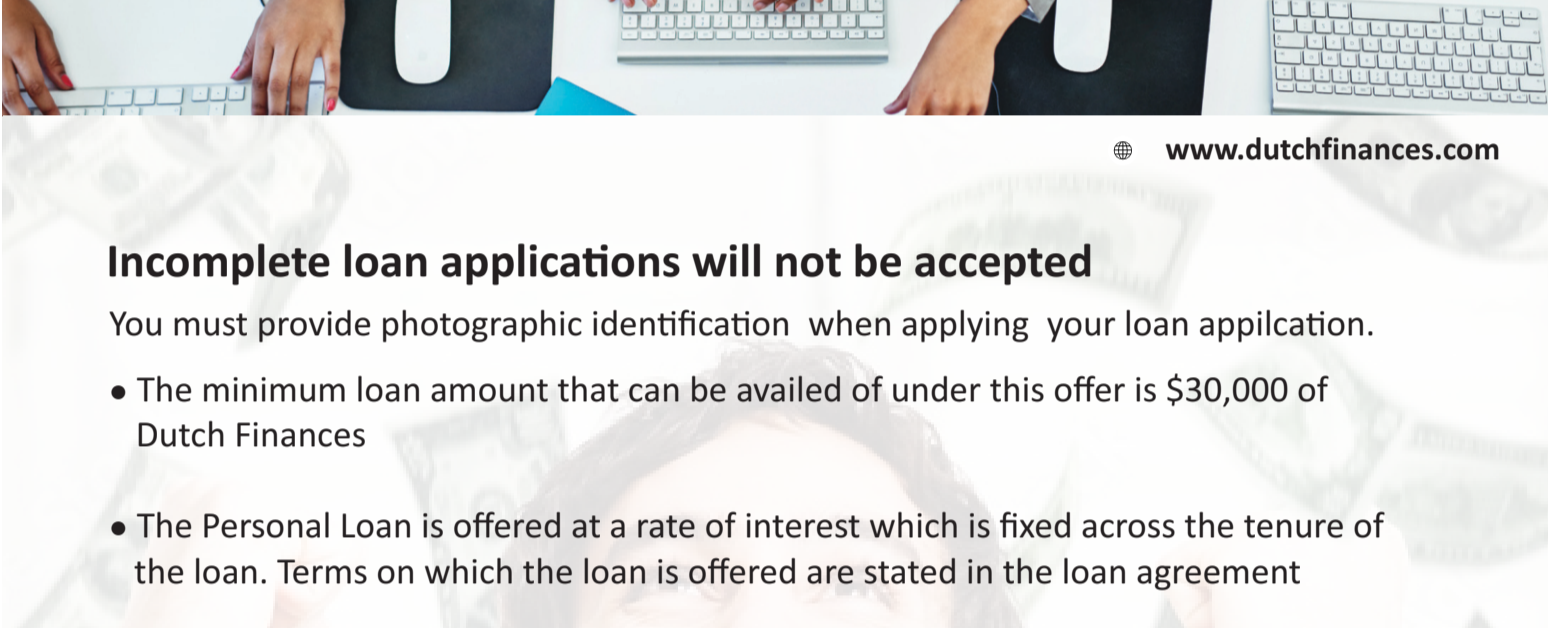 www.dutchfinances.com
Incomplete loan applications will not be accepted
You must provide photographic identification  when applying  your loan appilcation.
● The minimum loan amount that can be availed of under this offer is $30,000 of
Dutch Finances
● The Personal Loan is offered at a rate of interest which is fixed across the tenure of
the loan. Terms on which the loan is offered are stated in the loan agreement